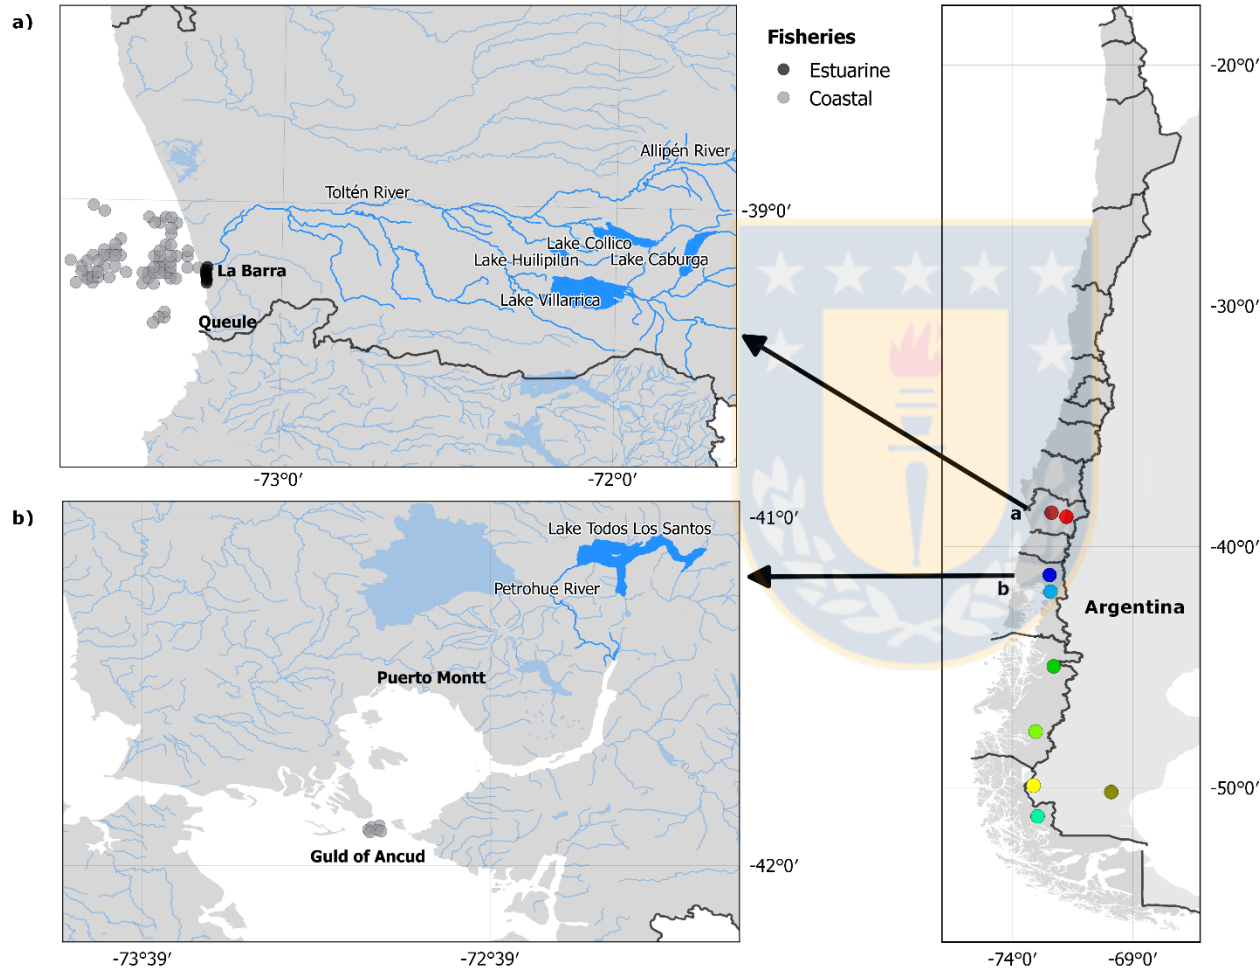 a)
Allipén River
Toltén River
Lake Collico
Lake Huilipilun
Lake Caburga
La Barra
Lake Villarrica
Queule
-39°0′
-73°0′
-72°0′
Fisheries
Estuarine
Coastal
-20°0′
-30°0′
a
-40°0′
b
Argentina
-50°0′
-74°0′
-69°0′
b)
-41°0′
Lake Todos Los Santos
Petrohue River
Puerto Montt
Guld of Ancud
-42°0′
-73°39′
-72°39′